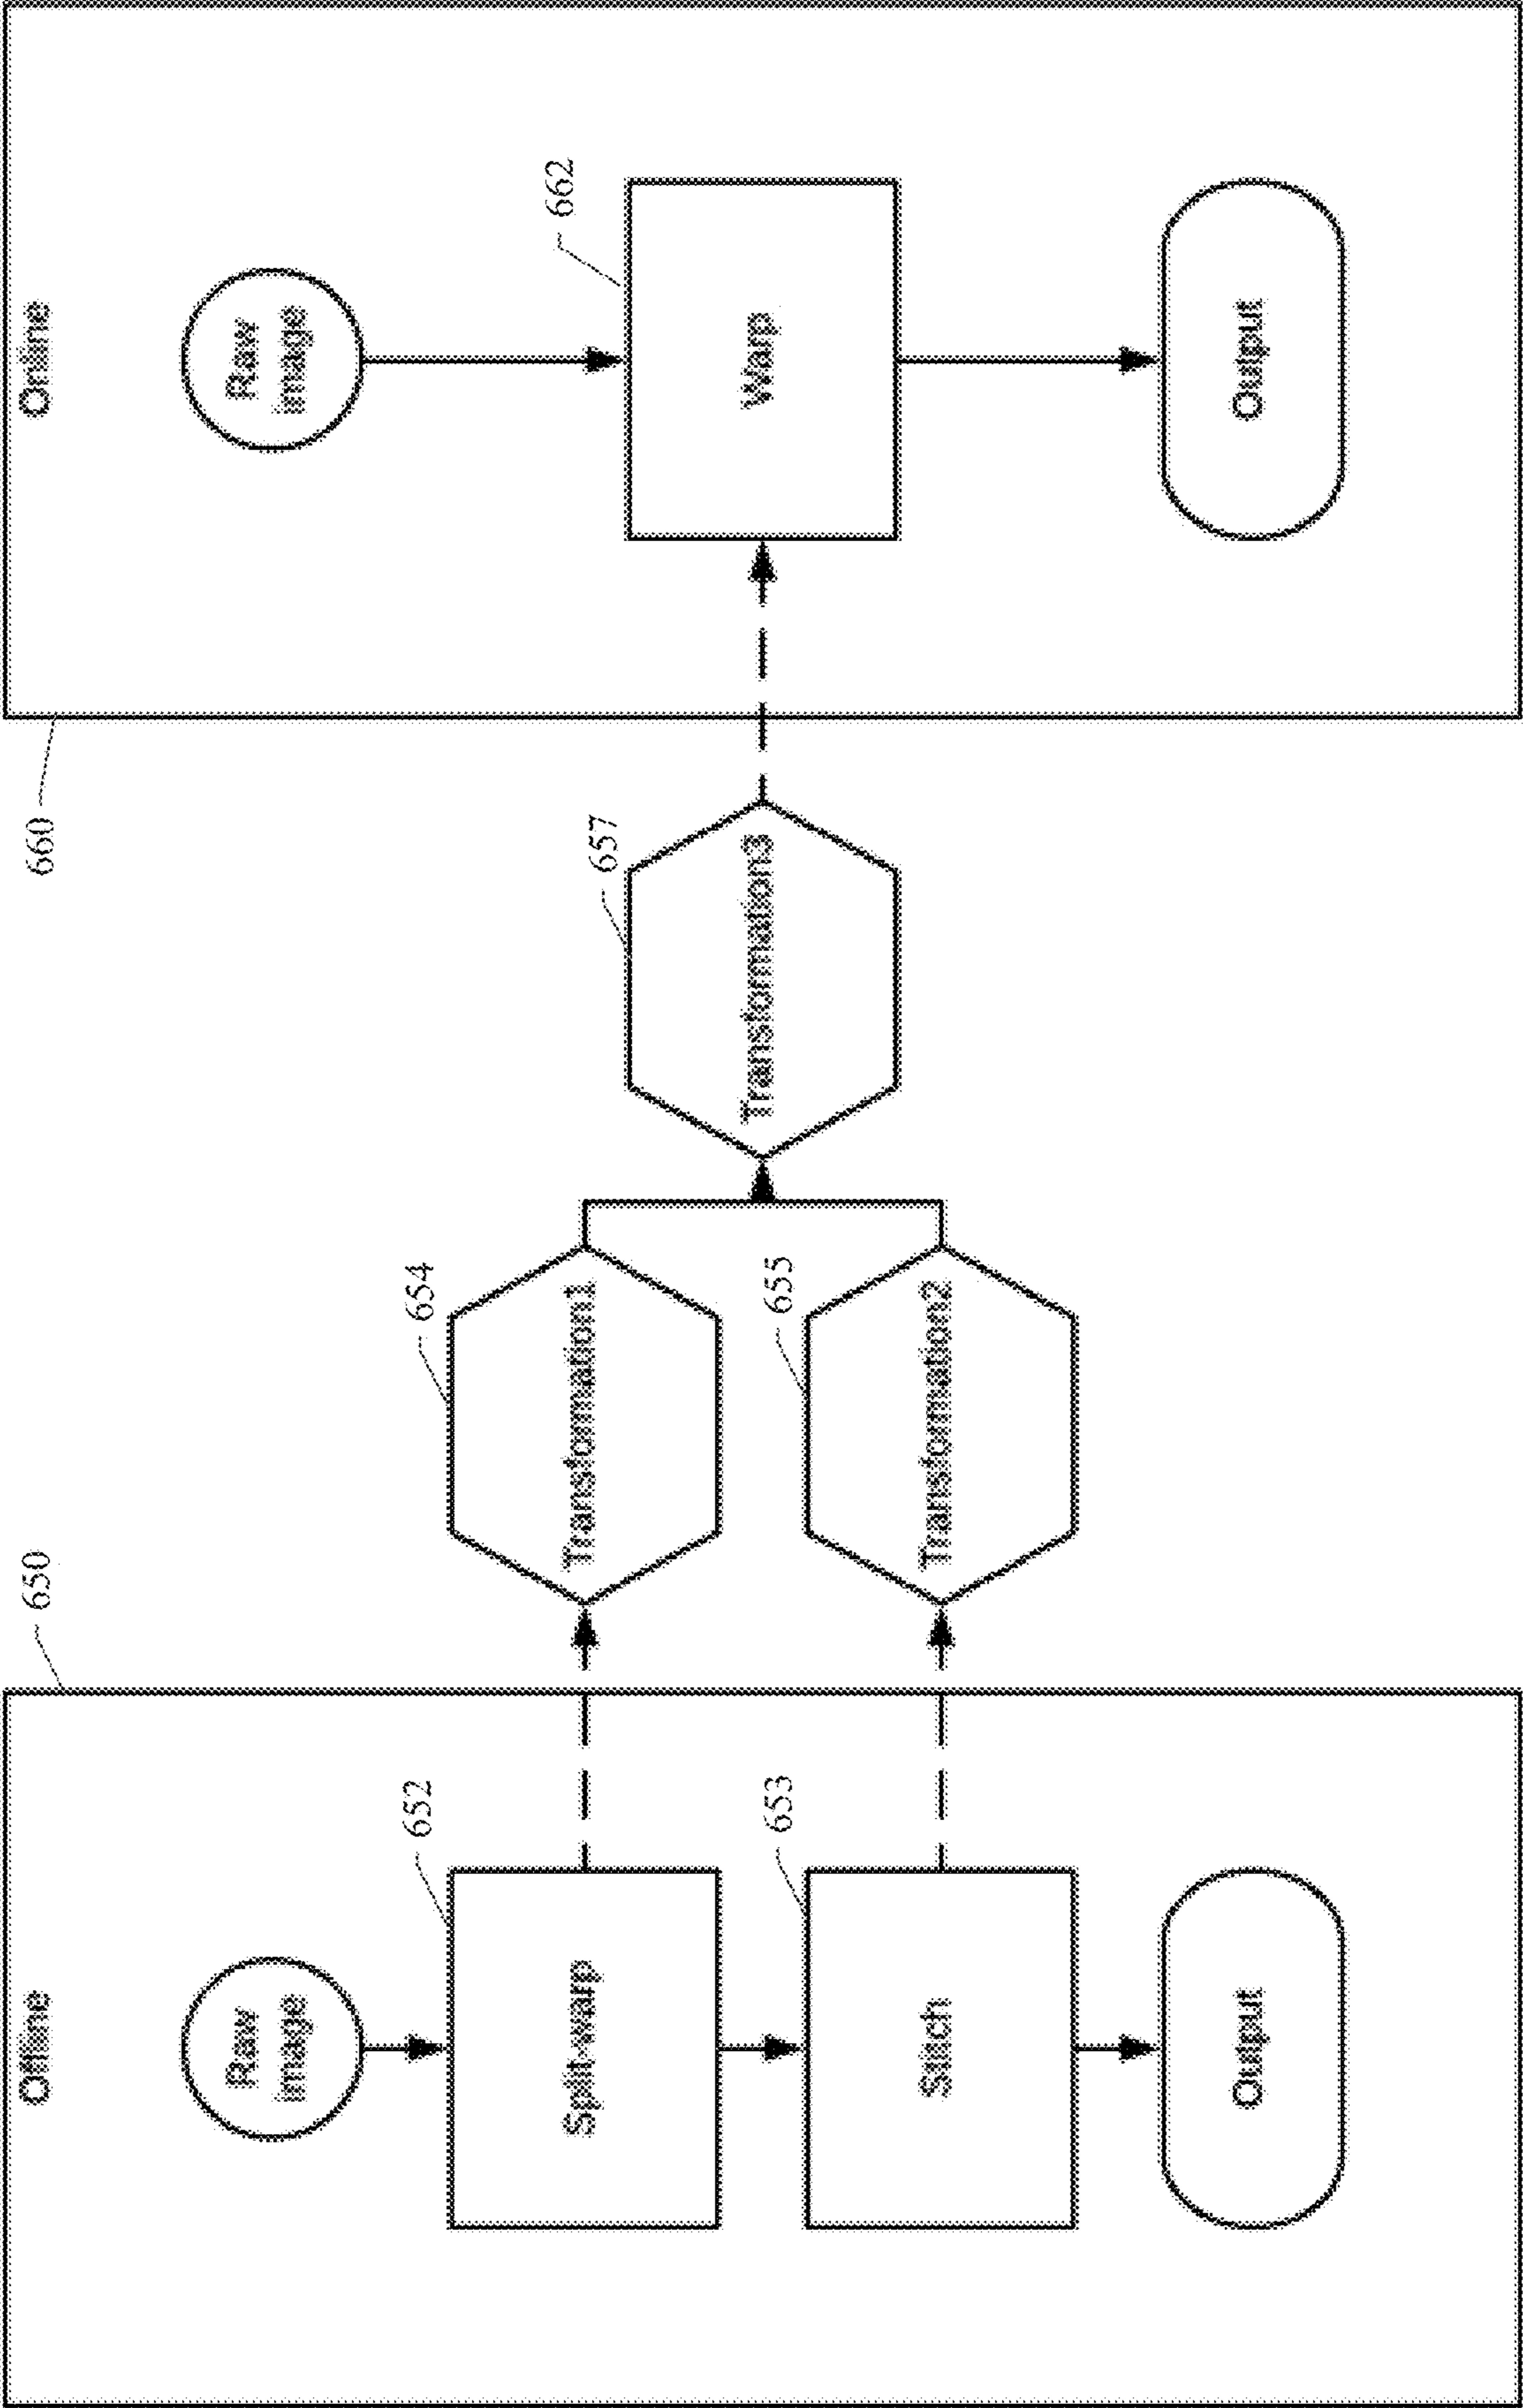 Offline
650
Raw
image
652
Split-warp
653
Stitch
Output
654
Transformation1
655
Transformation2
657
Transformation3
660
Online
Raw
image
662
Warp
Output